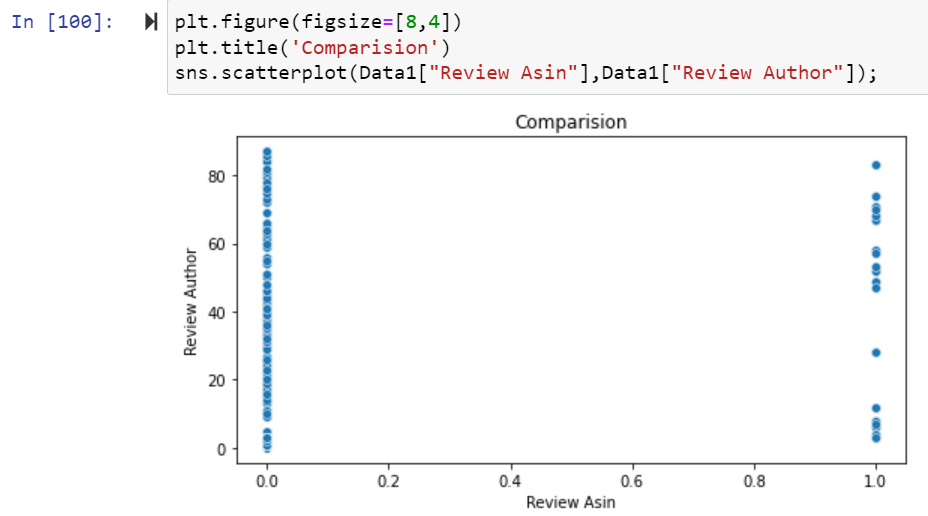 In [100]:
plt.figure(figsize=[8,4])
plt.title('Comparision')
sns.scatterplot(Data1["Review Asin"],Data1["Review Author"]);
Comparision
80
60
40
20
0
Review Author
0.0 0.2 0.4 0.6 0.8 1.0
Review Asin